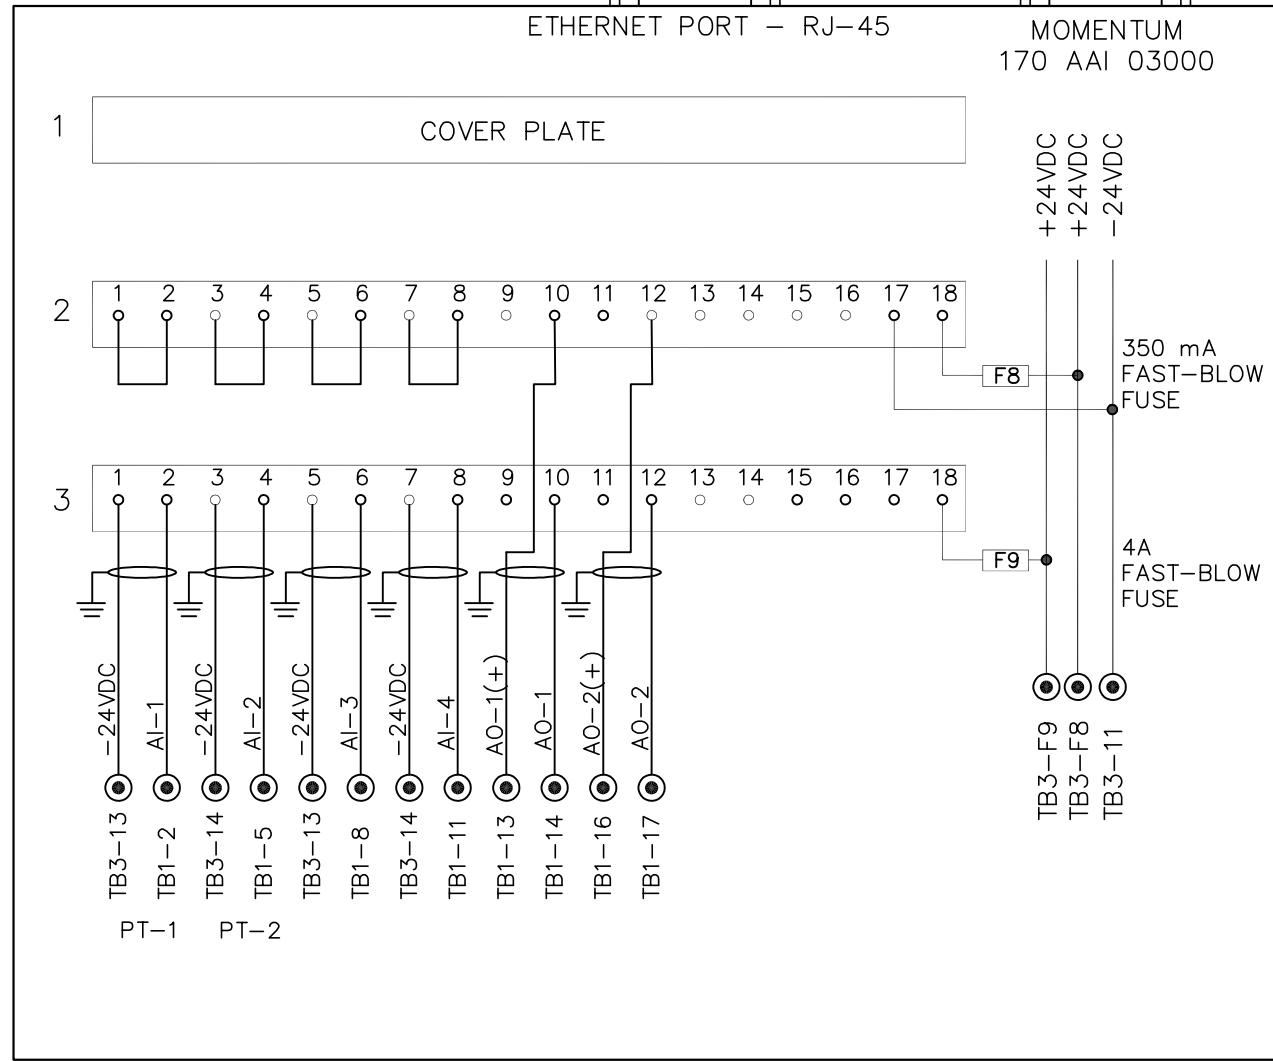 ETHERNET PORT - RJ-45
MOMENTUM
170 AAI 03000
1
COVER PLATE
+24VDC
+24VDC
-24VDC
2
1 2 3 4 5 6 7 8 9 10 11 12 13 14 15 16 17 18
F8
350 mA
FAST-BLOW
FUSE
3
1 2 3 4 5 6 7 8 9 10 11 12 13 14 15 16 17 18
F9
4A
FAST-BLOW
FUSE
-24VDC
AI-1
-24VDC
AI-2
-24VDC
AI-3
-24VDC
AI-4
AO-1(+)
AO-1
AO-2(+)
AO-2
TB3-13
TB1-2
TB3-14
TB1-5
TB3-13
TB1-8
TB3-14
TB1-11
TB1-13
TB1-14
TB1-16
TB1-17
TB3-F9
TB3-F8
TB3-11
PT-1
PT-2